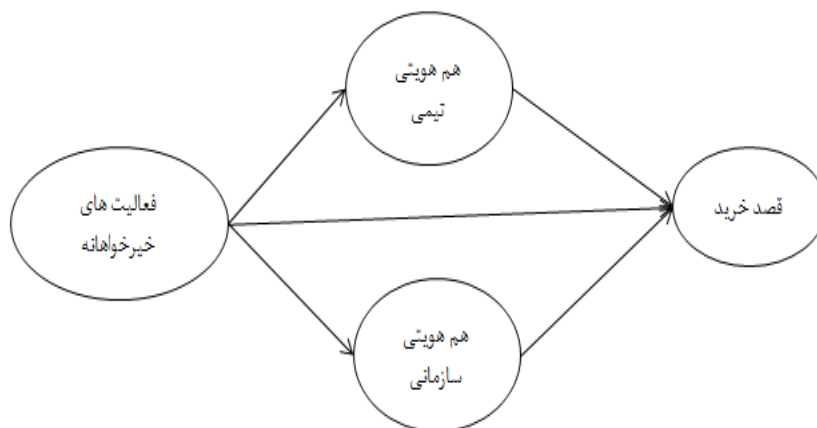 هم هویتی
تیمی
قصد خرید
فعالیت های
خیرخواهانه
هم هویتی
سازمانی